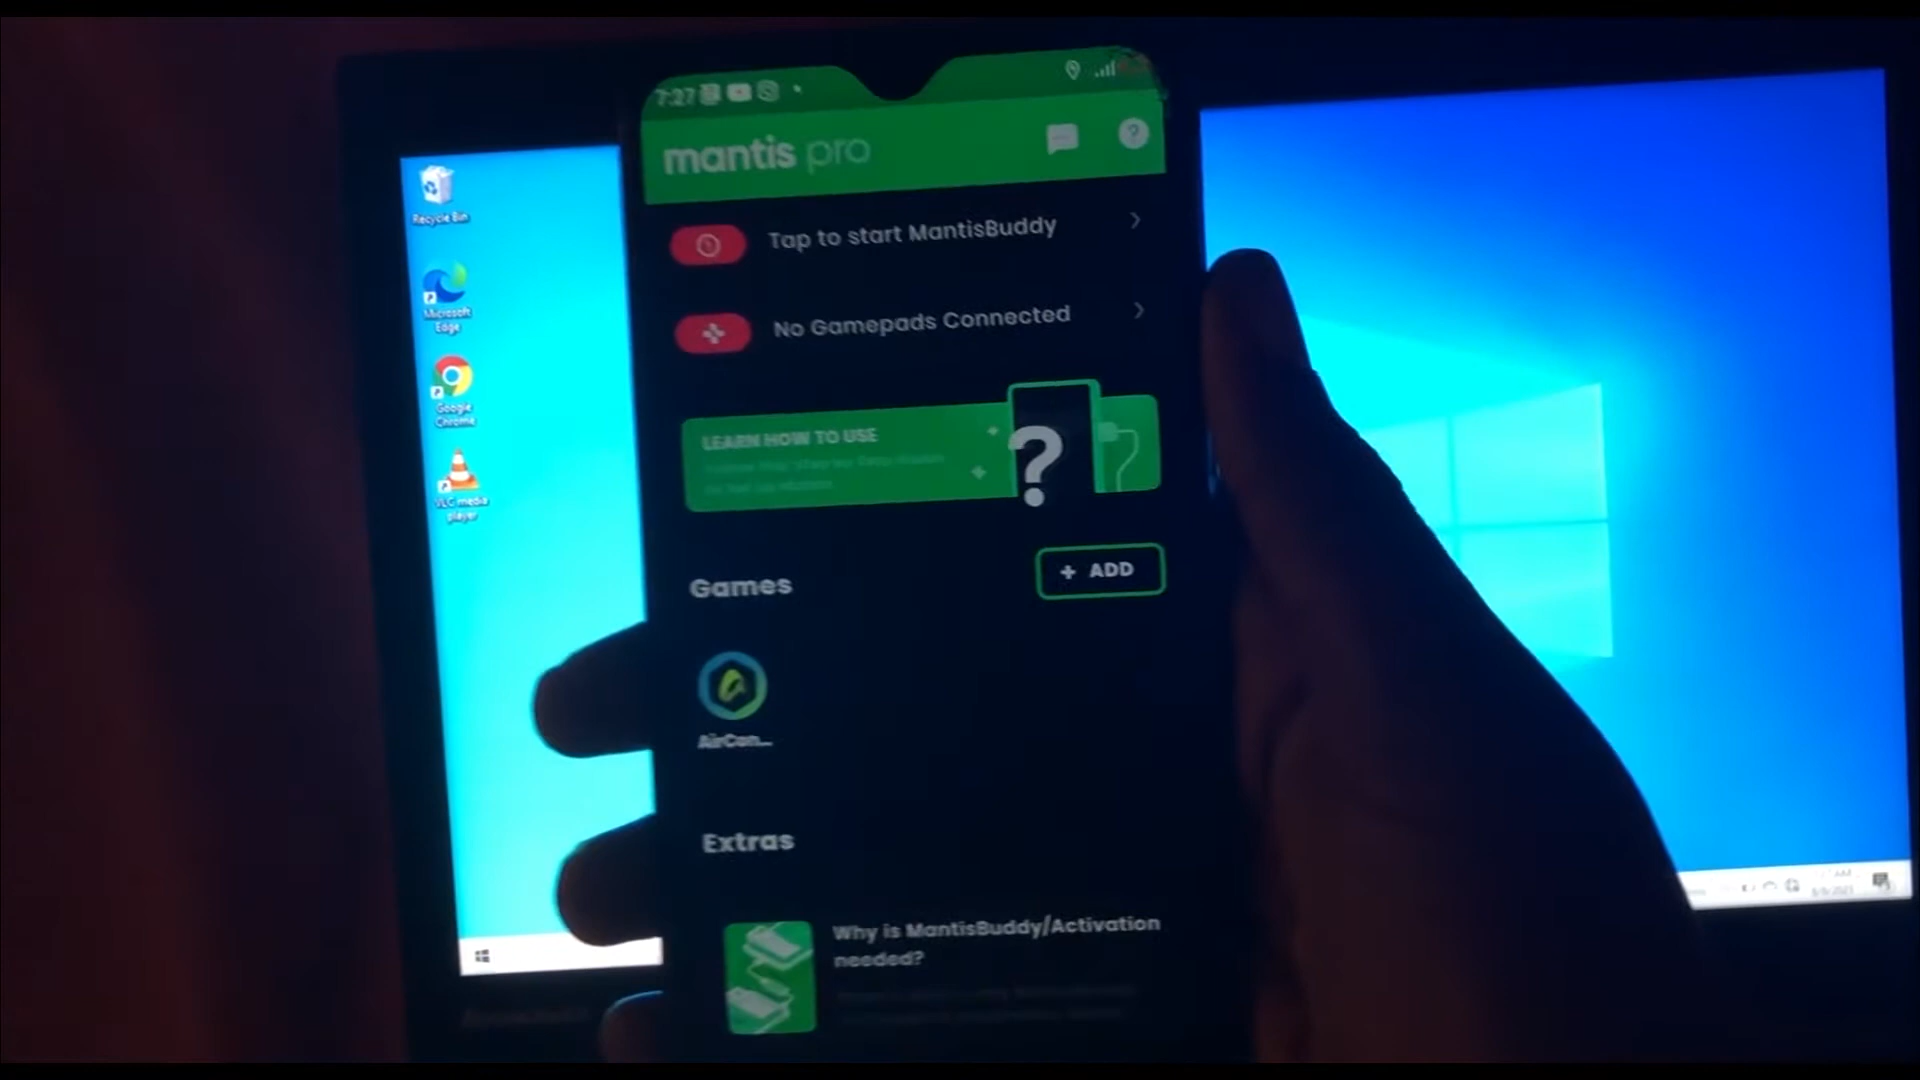 7:27
mantis pro
Recycle Bin
Tap to start MantisBuddy
Microsoft
Edge
No Gamepads Connected
Google
Chrome
LEARN HOW TO USE
VLC media
player
Games
+ ADD
AirCon...
Extras
Why is MantisBuddy/Activation
needed?